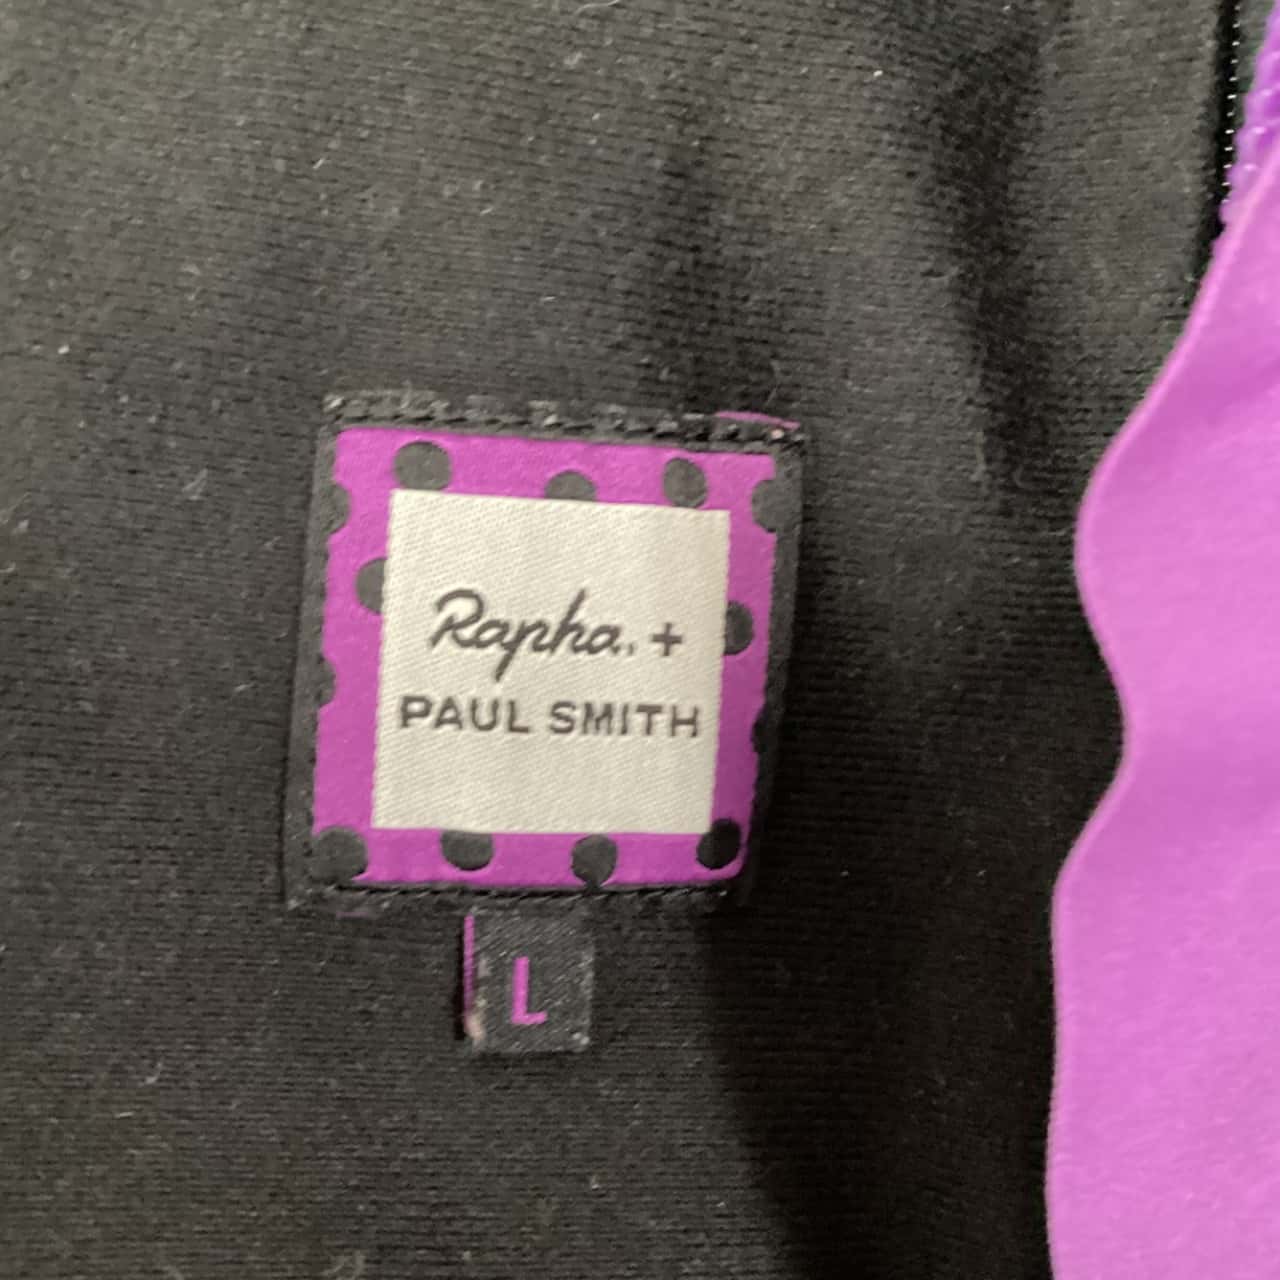 Rapha. +
PAUL SMITH
L